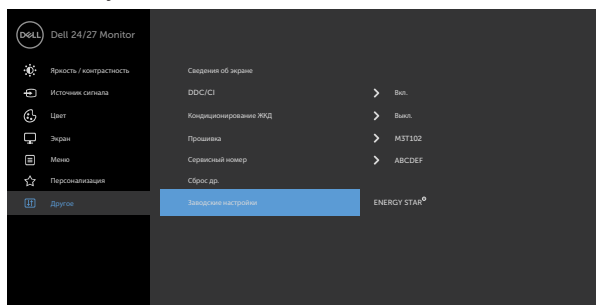 DELL Dell 24/27 Monitor
Яркость / контрастность Сведения об экране
Источник сигнала DDC/CI Вкл.
Цвет Кондиционирование ЖКД Выкл.
Экран Прошивка M3T102
Меню Сервисный номер ABCDEF
Персонализация Сброс др.
Другое Заводские настройки ENERGY STAR